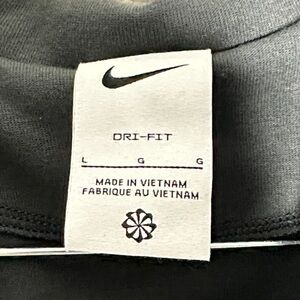 DRI-FIT
L G G
MADE IN VIETNAM
FABRIQUE AU VIETNAM